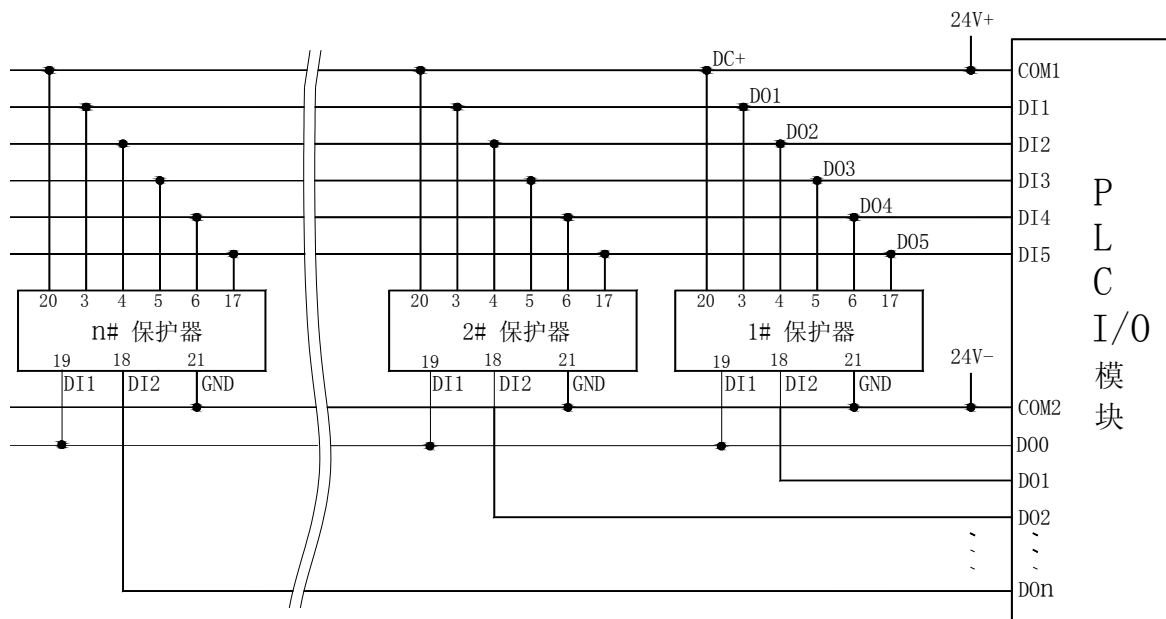 24V+
DC+
COM1
DO1
DI1
DO2
DI2
DO3
DI3
DO4
DI4
DO5
DI5
20 3 4 5 6 17
n# 保护器
19 18 21
DI1 DI2 GND
20 3 4 5 6 17
2# 保护器
19 18 21
DI1 DI2 GND
20 3 4 5 6 17
1# 保护器
19 18 21
DI1 DI2 GND
24V-
COM2
DO0
DO1
DO2
DOn
P
L
C
I/O
模
块